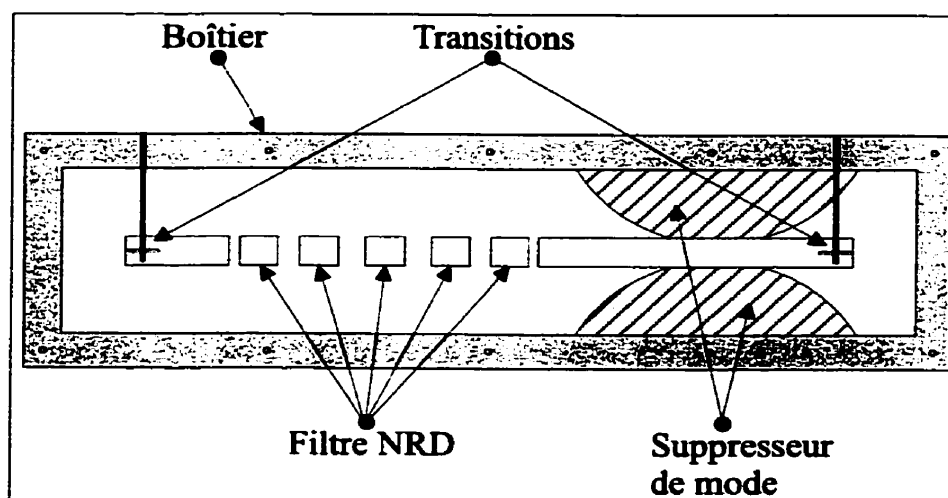 Boîtier
Transitions
Filtre NRD
Suppresseur
de mode